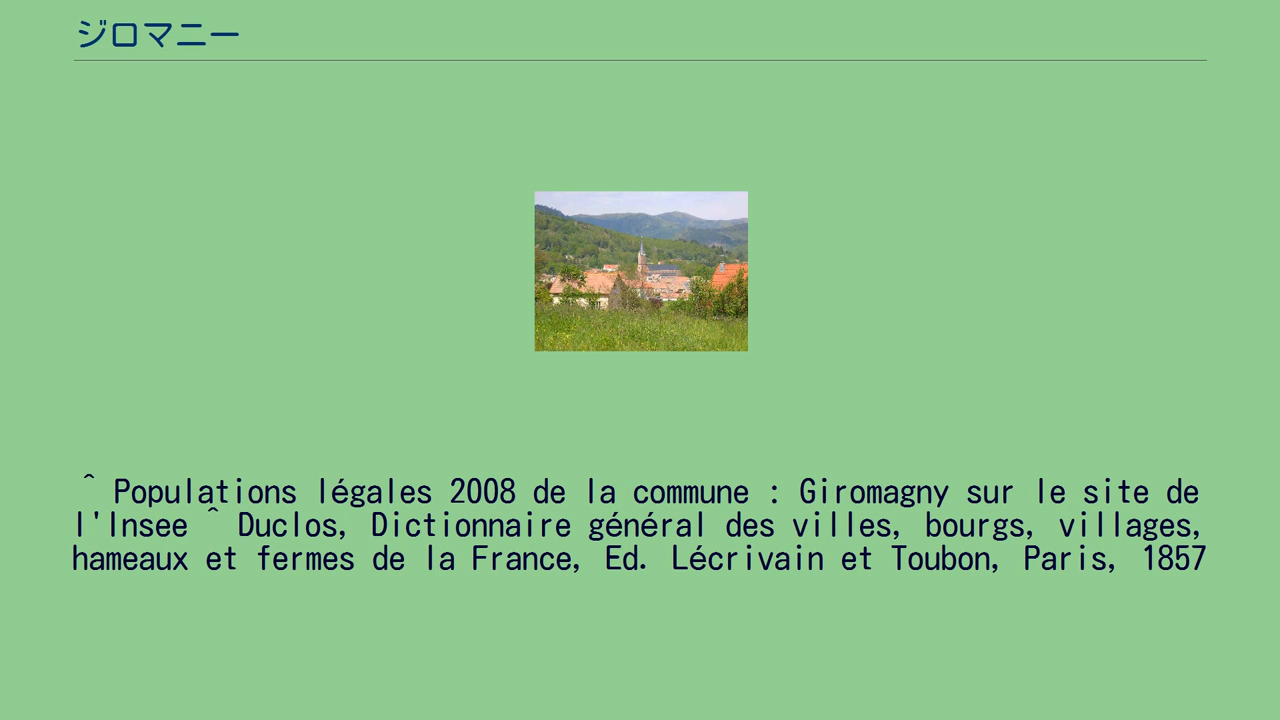 ジロマニー
^ Populations légales 2008 de la commune : Giromagny sur le site de
l'Insee ^ Duclos, Dictionnaire général des villes, bourgs, villages,
hameaux et fermes de la France, Ed. Lécrivain et Toubon, Paris, 1857